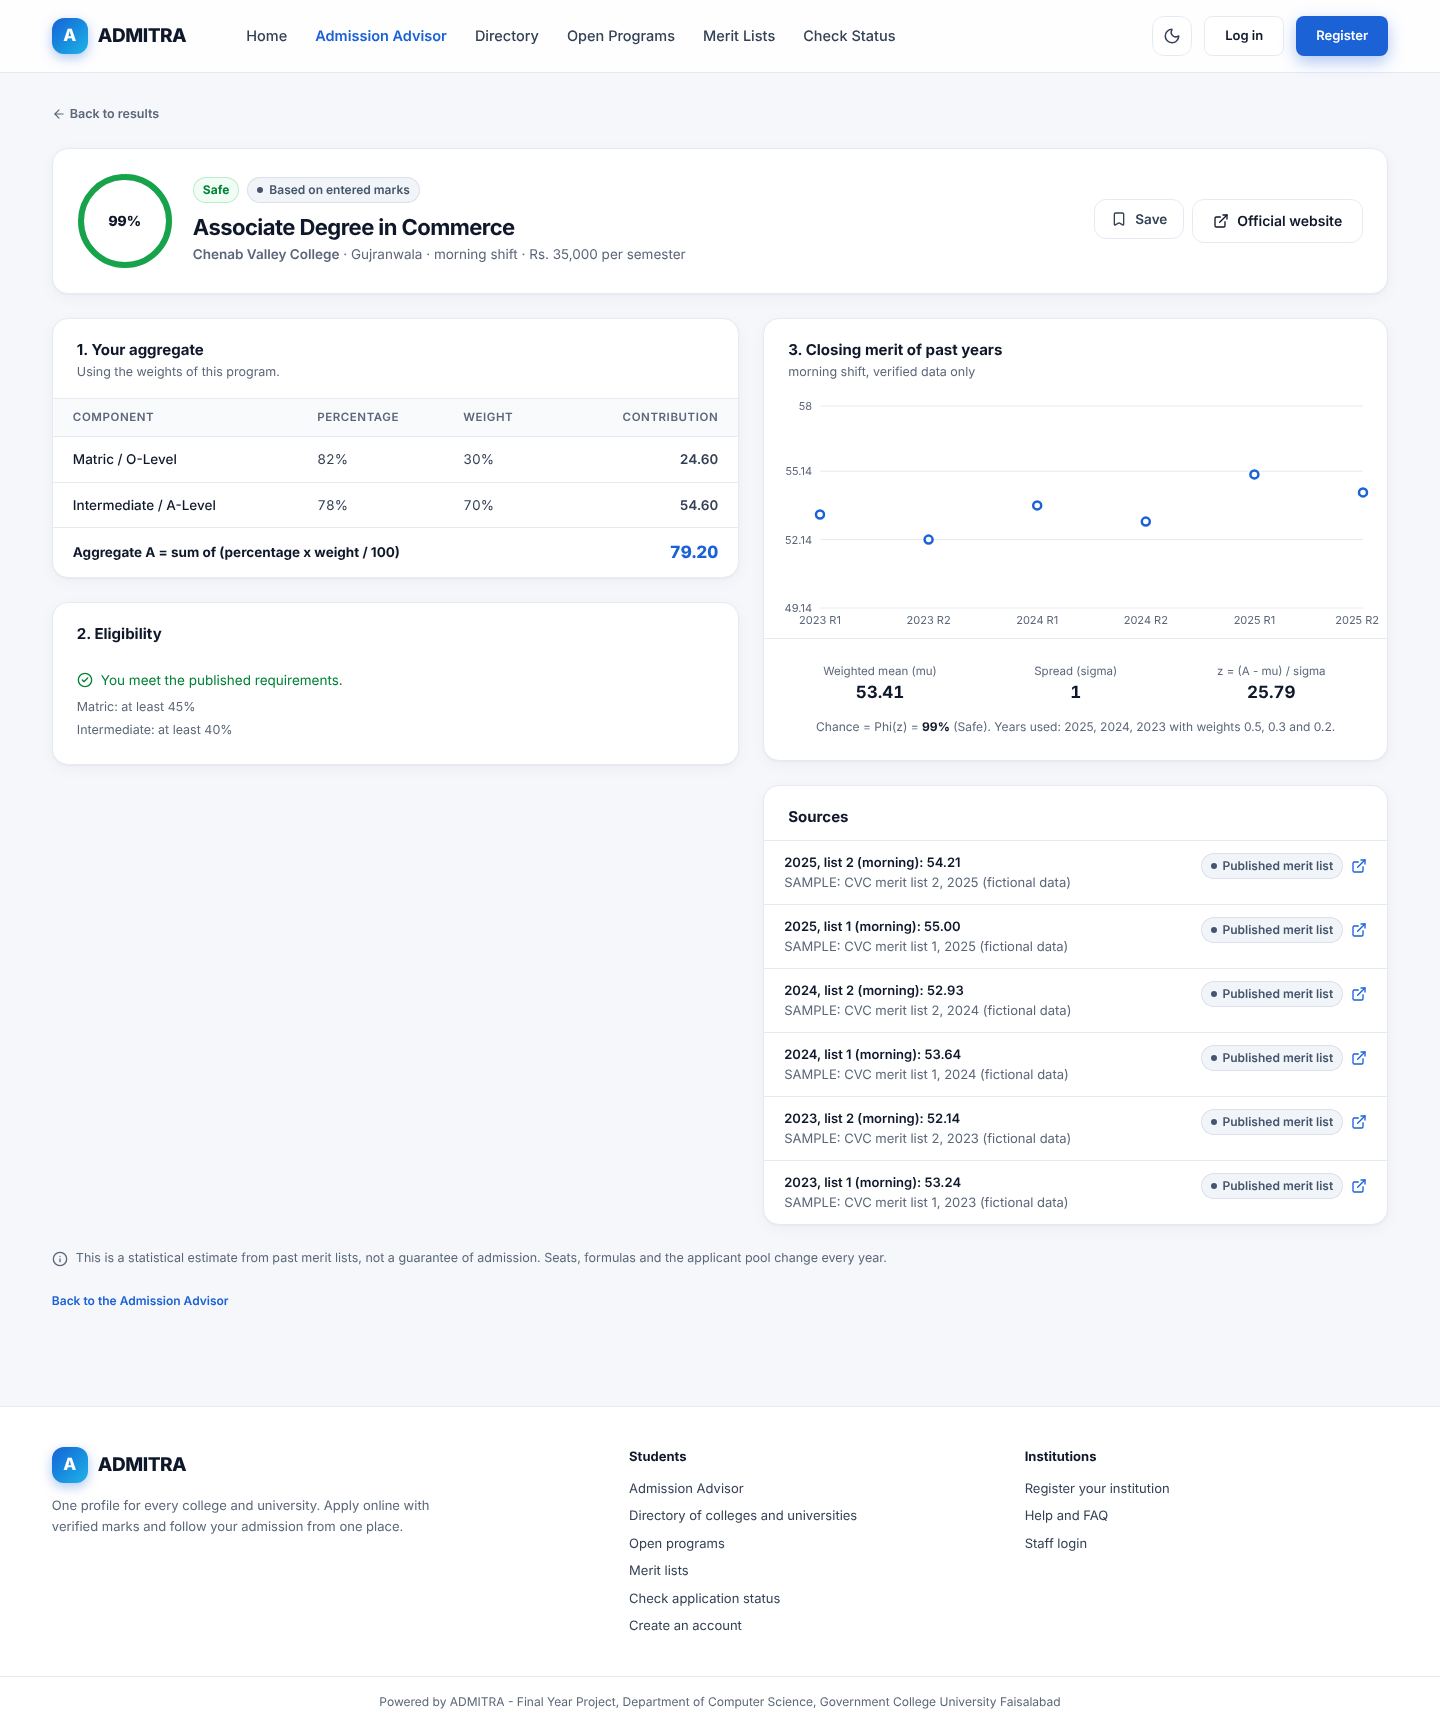 A ADMITRA
Home Admission Advisor Directory Open Programs Merit Lists Check Status
Log in Register
Back to results
99%
Safe Based on entered marks
Associate Degree in Commerce
Chenab Valley College · Gujranwala · morning shift · Rs. 35,000 per semester
Save Official website
1. Your aggregate
Using the weights of this program.
COMPONENT PERCENTAGE WEIGHT CONTRIBUTION
Matric / O-Level 82% 30% 24.60
Intermediate / A-Level 78% 70% 54.60
Aggregate A = sum of (percentage x weight / 100) 79.20
2. Eligibility
You meet the published requirements.
Matric: at least 45%
Intermediate: at least 40%
3. Closing merit of past years
morning shift, verified data only
58
55.14
52.14
49.14
2023 R1 2023 R2 2024 R1 2024 R2 2025 R1 2025 R2
Weighted mean (mu) Spread (sigma) z = (A - mu) / sigma
53.41 1 25.79
Chance = Phi(z) = 99% (Safe). Years used: 2025, 2024, 2023 with weights 0.5, 0.3 and 0.2.
Sources
2025, list 2 (morning): 54.21 Published merit list
SAMPLE: CVC merit list 2, 2025 (fictional data)
2025, list 1 (morning): 55.00 Published merit list
SAMPLE: CVC merit list 1, 2025 (fictional data)
2024, list 2 (morning): 52.93 Published merit list
SAMPLE: CVC merit list 2, 2024 (fictional data)
2024, list 1 (morning): 53.64 Published merit list
SAMPLE: CVC merit list 1, 2024 (fictional data)
2023, list 2 (morning): 52.14 Published merit list
SAMPLE: CVC merit list 2, 2023 (fictional data)
2023, list 1 (morning): 53.24 Published merit list
SAMPLE: CVC merit list 1, 2023 (fictional data)
This is a statistical estimate from past merit lists, not a guarantee of admission. Seats, formulas and the applicant pool change every year.
Back to the Admission Advisor
A ADMITRA
One profile for every college and university. Apply online with
verified marks and follow your admission from one place.
Students
Admission Advisor
Directory of colleges and universities
Open programs
Merit lists
Check application status
Create an account
Institutions
Register your institution
Help and FAQ
Staff login
Powered by ADMITRA - Final Year Project, Department of Computer Science, Government College University Faisalabad